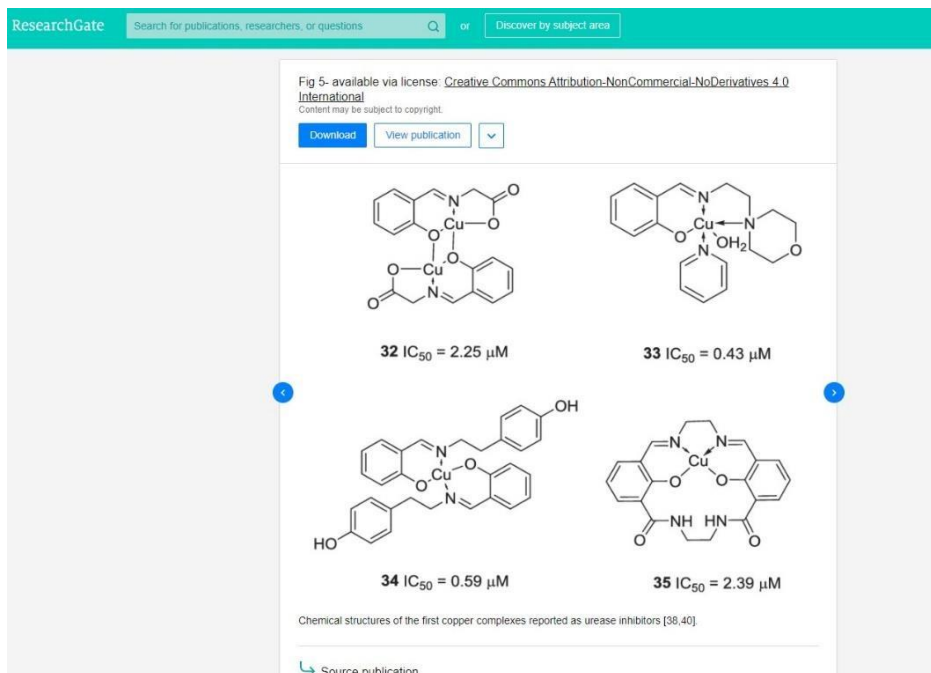 ResearchGate
Search for publications, researchers, or questions
or
Discover by subject area
Fig 5- available via license: Creative Commons Attribution-NonCommercial-NoDerivatives 4.0
International
Content may be subject to copyright.
Download
View publication
N
O
Cu
O
O
O
O
Cu
O
O
N
32 IC50 = 2.25 μM
N
Cu
N
O
OH2
N
O
33 IC50 = 0.43 μM
OH
N
O
Cu
O
N
HO
34 IC50 = 0.59 μM
N
N
Cu
O
O
NH
HN
O
O
35 IC50 = 2.39 μM
Chemical structures of the first copper complexes reported as urease inhibitors [38,40].
Source publication